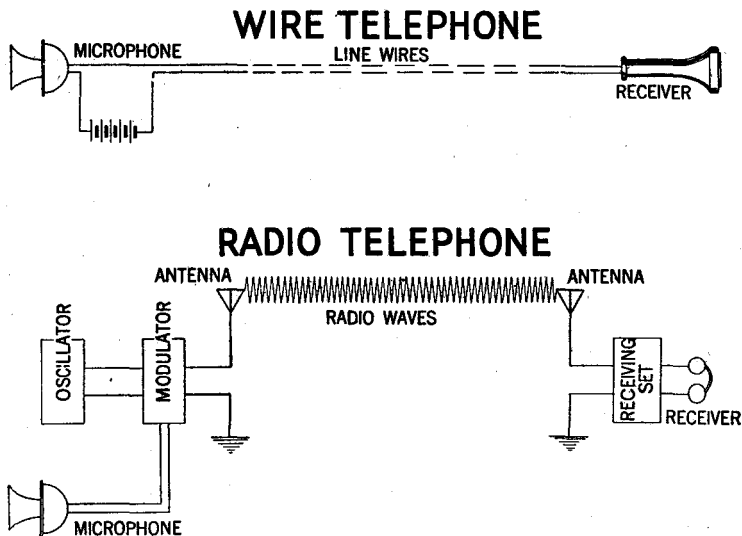 WIRE TELEPHONE
MICROPHONE
LINE WIRES
RECEIVER
RADIO TELEPHONE
ANTENNA
ANTENNA
RADIO WAVES
OSCILLATOR
MODULATOR
RECEIVING
SET
RECEIVER
MICROPHONE